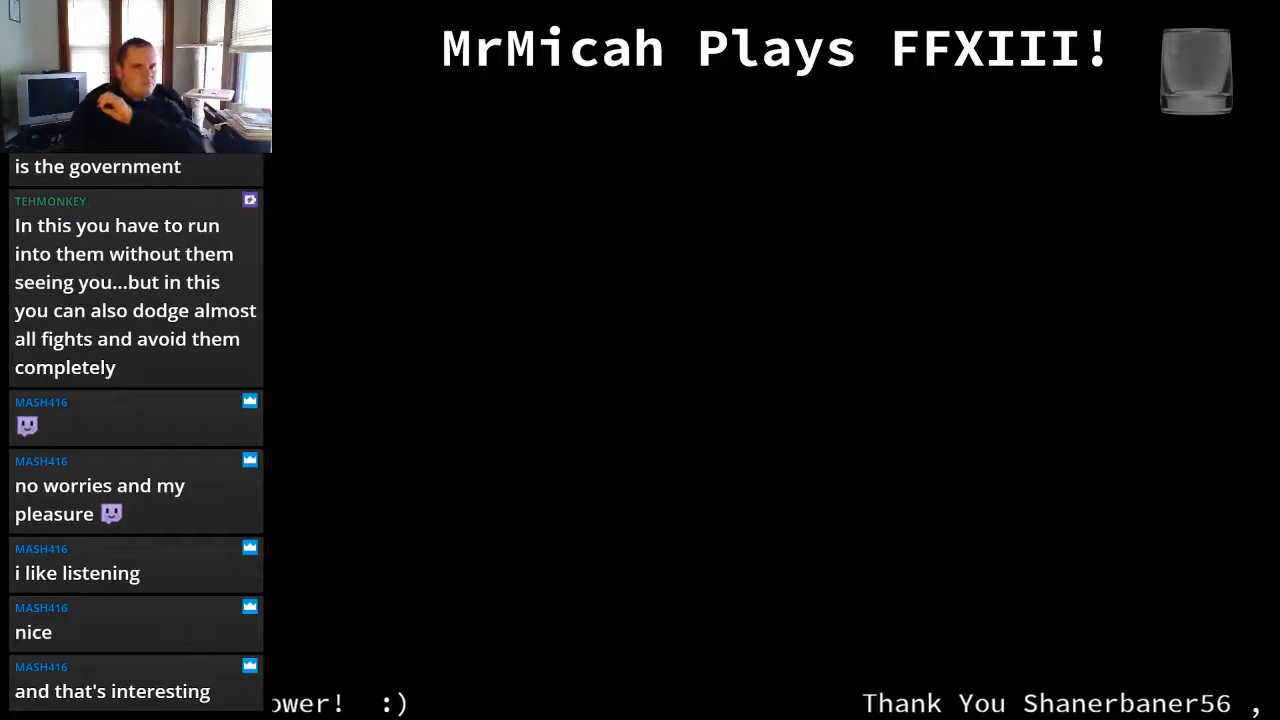 MrMicah Plays FFXIII!
is the government
TEHMONKEY
In this you have to run
into them without them
seeing you...but in this
you can also dodge almost
all fights and avoid them
completely
MASH416
MASH416
no worries and my
pleasure
MASH416
i like listening
MASH416
nice
MASH416
and that's interesting
ower! :) Thank You Shanerbaner56 ,